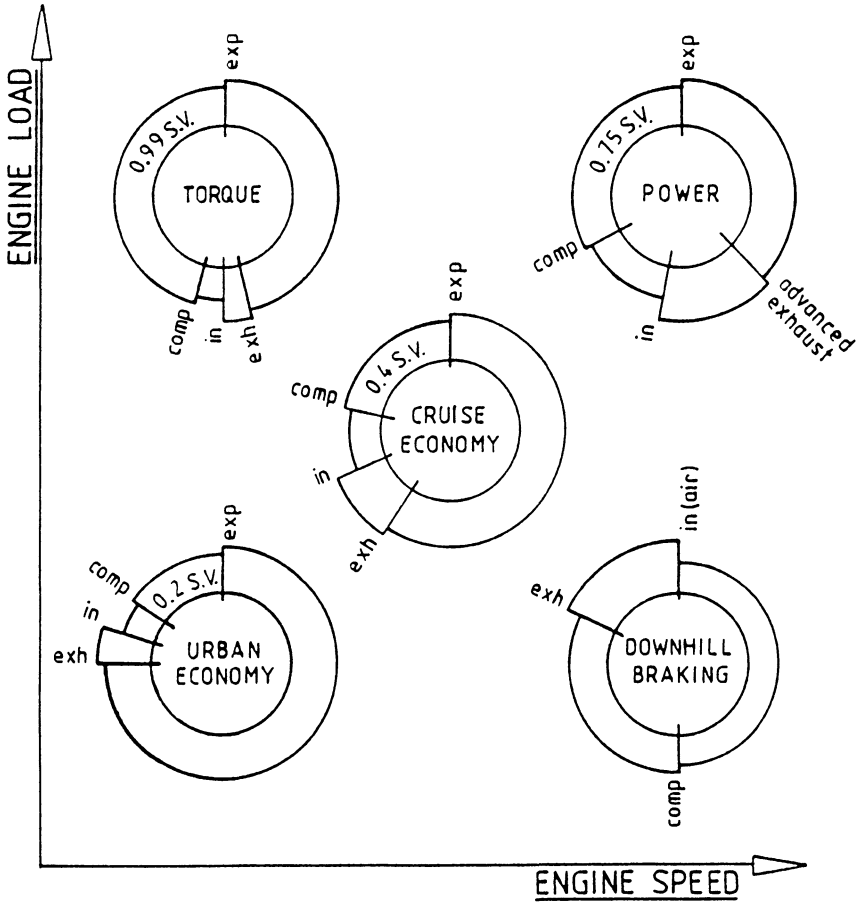 ENGINE LOAD
exp
0.99 S.V.
TORQUE
comp
in
exh
exp
0.75 S.V.
POWER
comp
in
advanced
exhaust
exp
0.4 S.V.
comp
CRUISE
ECONOMY
in
exh
exp
comp
0.2 S.V.
in
exh
URBAN
ECONOMY
in(air)
exh
DOWNHILL
BRAKING
comp
ENGINE SPEED